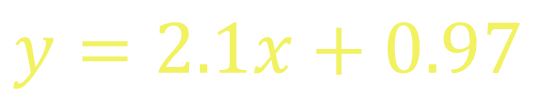 y = 2.1x + 0.97